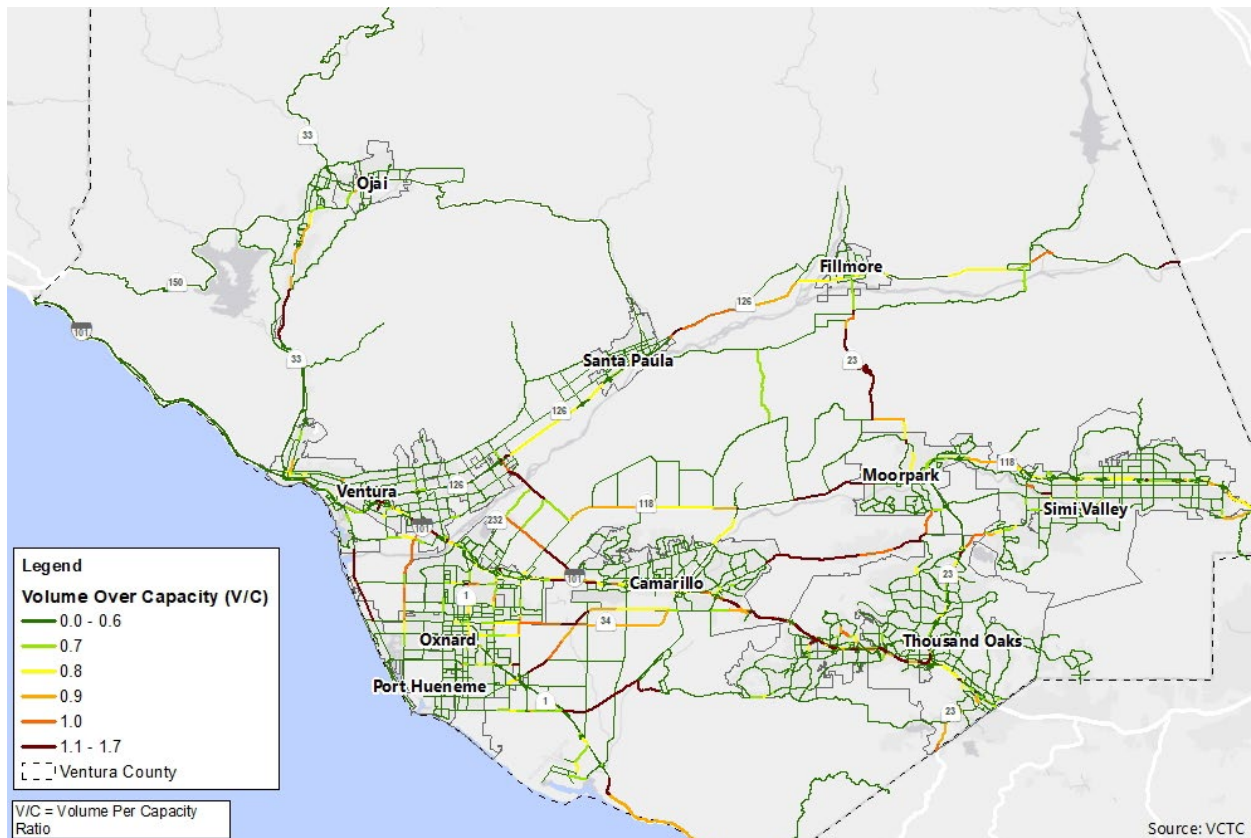 33
Ojai
150
101
33
Fillmore
126
23
Santa Paula
126
Moorpark
118
Simi Valley
Ventura
126
101
232
118
101
Camarillo
23
1
34
Oxnard
Thousand Oaks
Port Hueneme
1
23
Legend
Volume Over Capacity (V/C)
0.0 - 0.6
0.7
0.8
0.9
1.0
1.1 - 1.7
Ventura County
V/C = Volume Per Capacity
Ratio
Source: VCTC